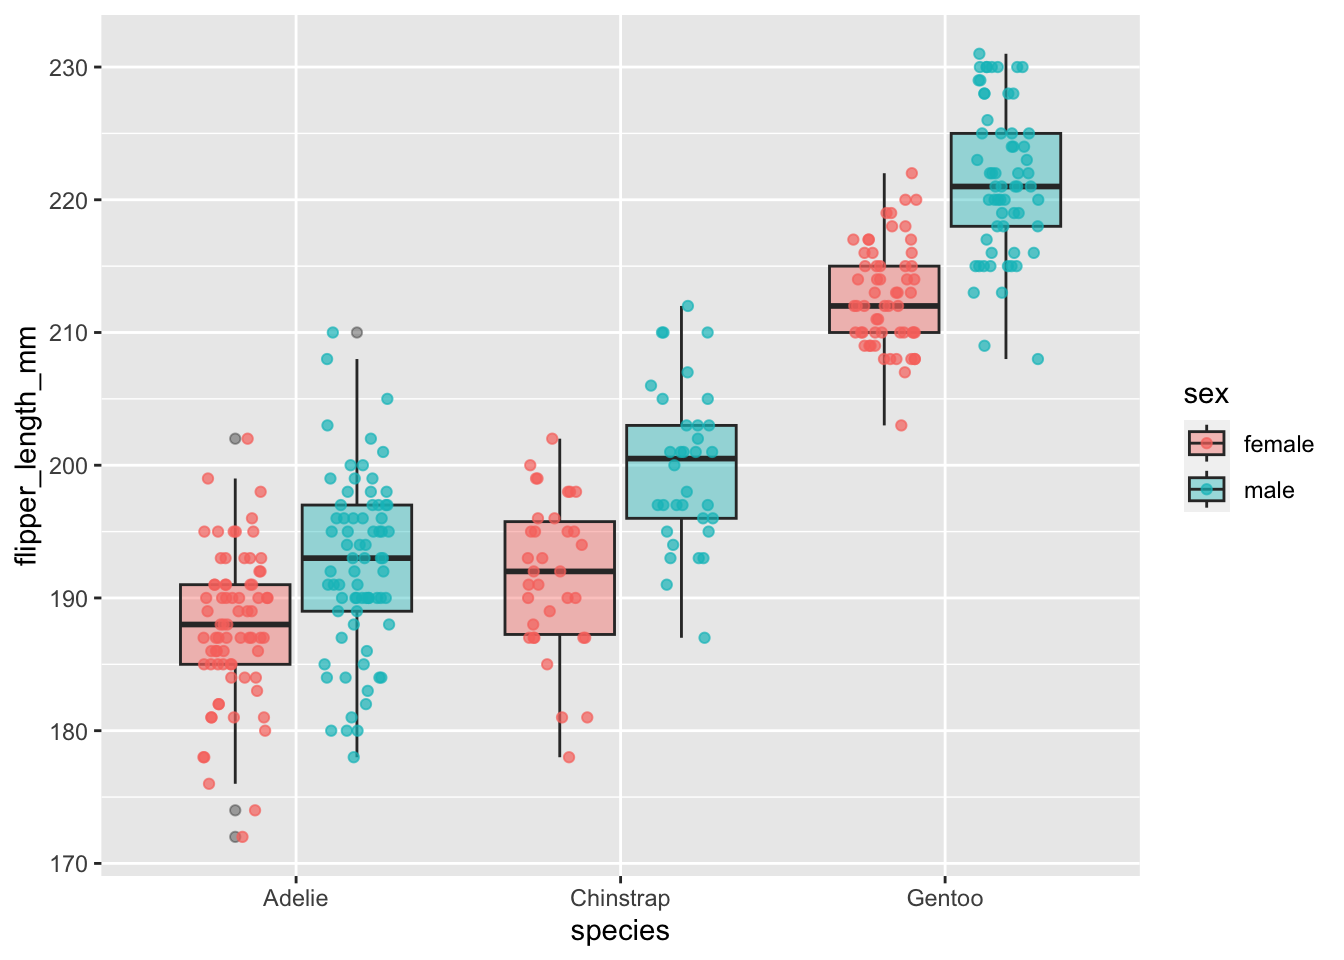 230
220
210
200
190
180
170
flipper_length_mm
Adelie
Chinstrap
Gentoo
species
sex
female
male